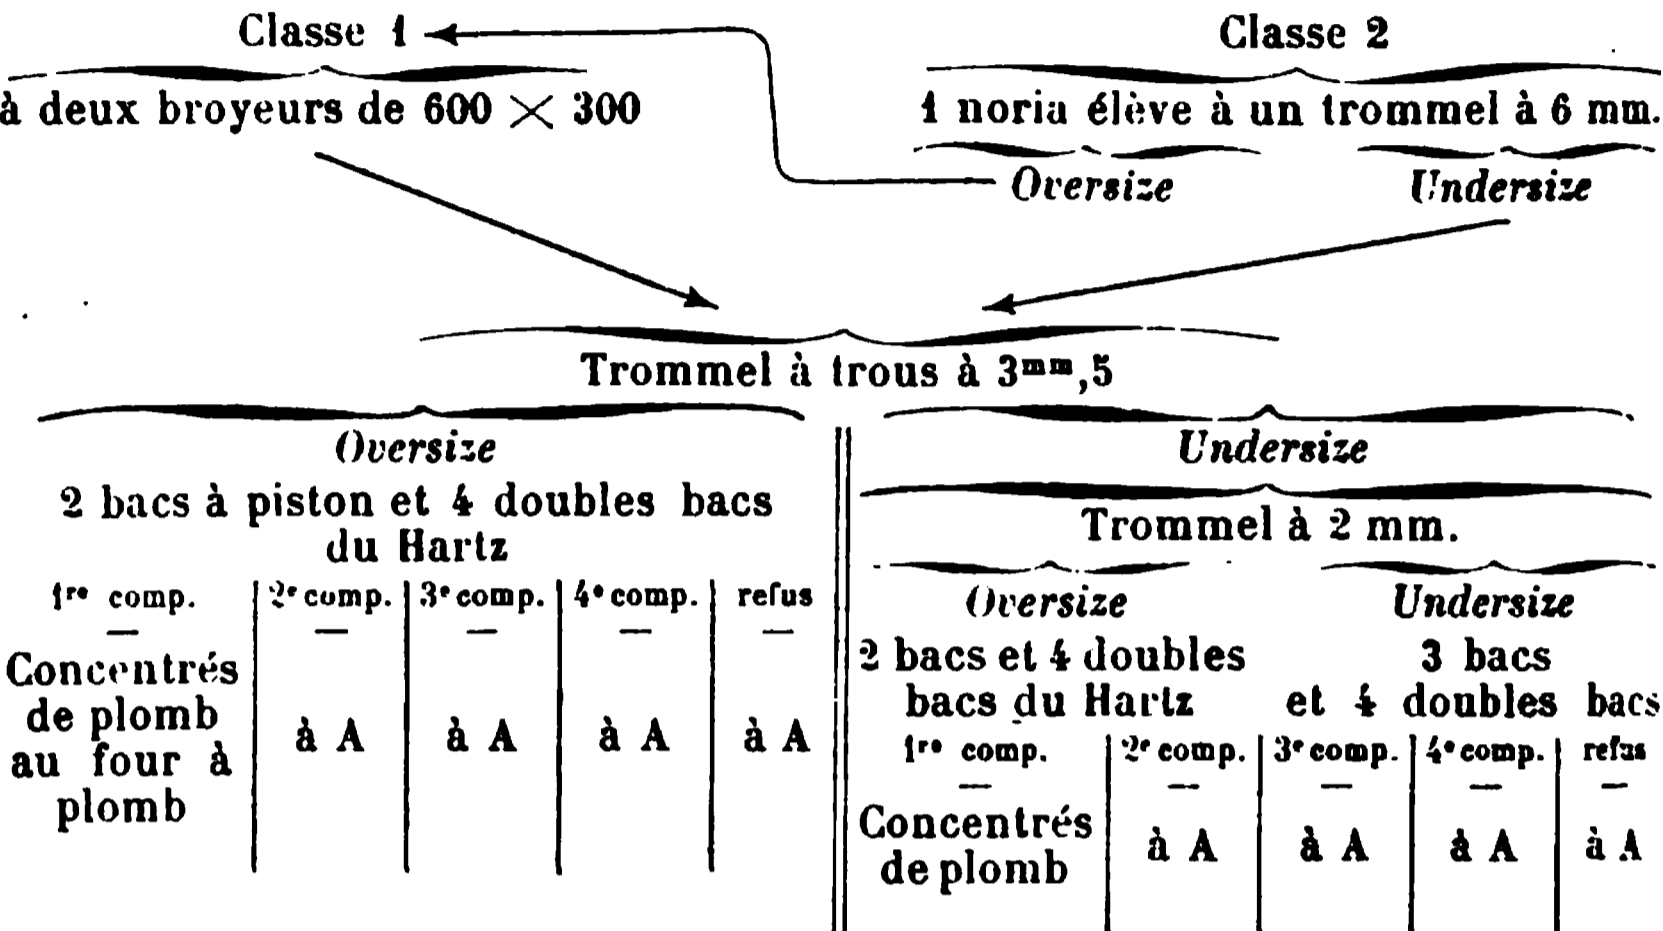 Classe 1
à deux broyeurs de 600 × 300
Classe 2
1 noria élève à un trommel à 6 mm.
Oversize
Undersize
Trommel à trous à 3mm,5
Oversize
2 bacs à piston et 4 doubles bacs
du Hartz
1re comp.
2e comp.
3e comp.
4e comp.
refus
Concentrés
de plomb
au four à
plomb
à A
à A
à A
à A
Undersize
Trommel à 2 mm.
Oversize
Undersize
2 bacs et 4 doubles
bacs du Hartz
3 bacs
et 4 doubles bacs
1re comp.
2e comp.
3e comp.
4e comp.
refus
Concentrés
de plomb
à A
à A
à A
à A